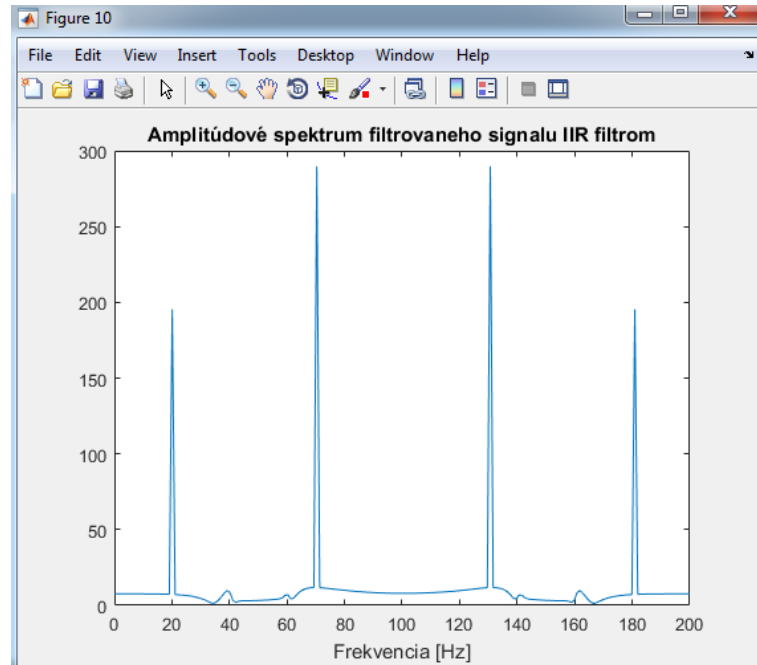 Figure 10
File Edit View Insert Tools Desktop Window Help
Amplitúdové spektrum filtrovaneho signalu IIR filtrom
300
250
200
150
100
50
0
0 20 40 60 80 100 120 140 160 180 200
Frekvencia [Hz]